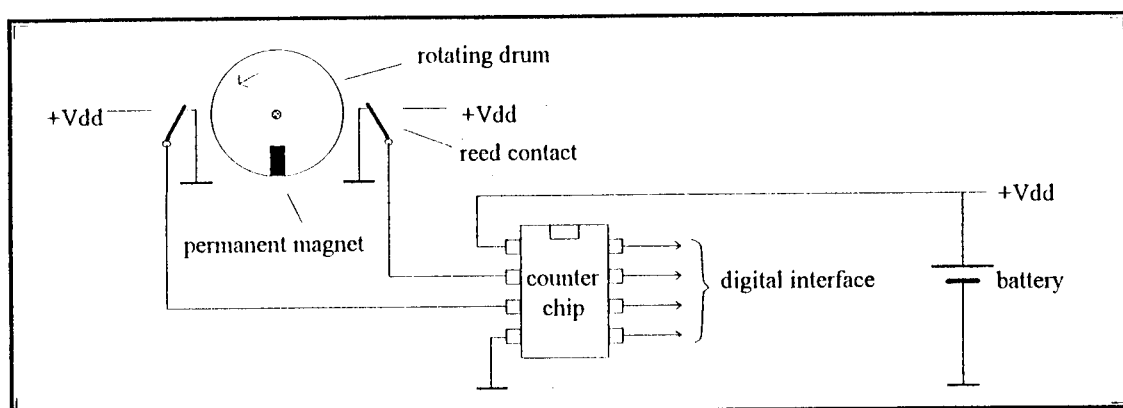 rotating drum
+Vdd
+Vdd
reed contact
+Vdd
permanent magnet
counter
chip
digital interface
battery